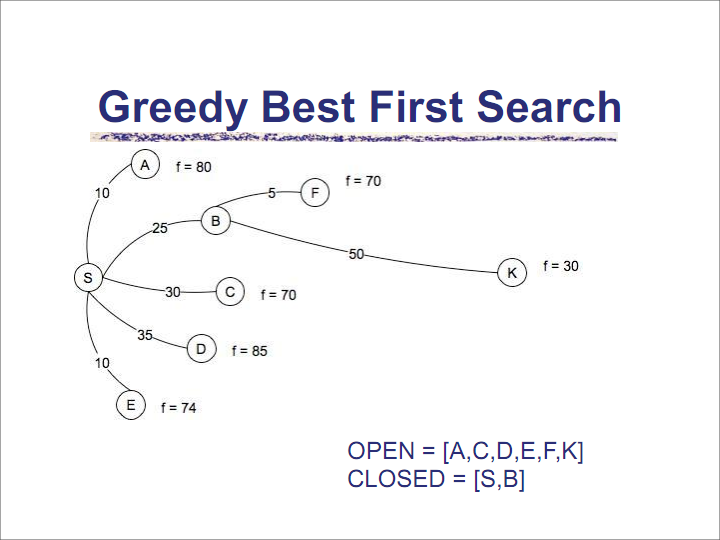 Greedy Best First Search
A
f = 80
10
5
F
f = 70
25
B
50
K
f = 30
S
30
C
f = 70
35
D
f = 85
10
E
f = 74
OPEN = [A,C,D,E,F,K]
CLOSED = [S,B]